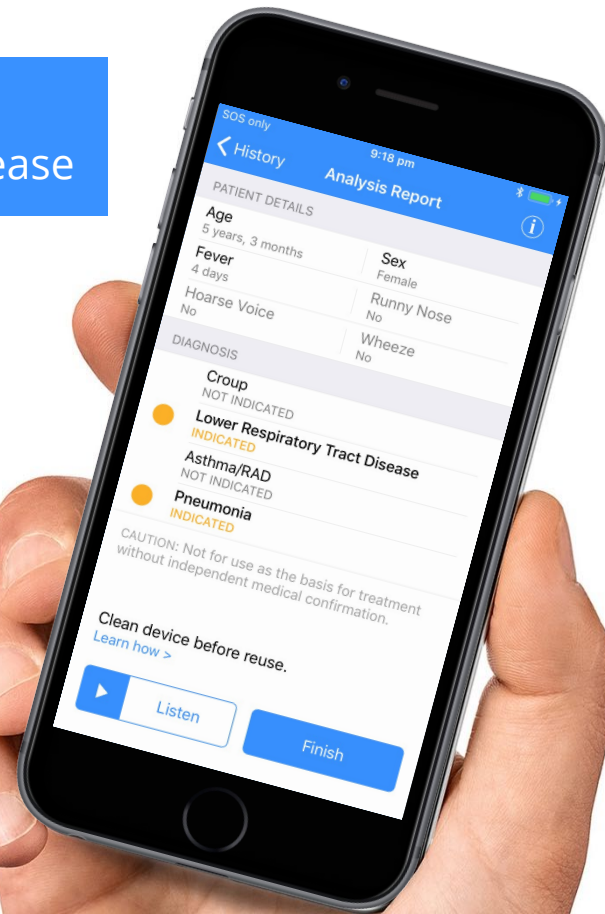 ease
SOS only
9:18 pm
History
Analysis Report
i
PATIENT DETAILS
Age
5 years, 3 months
Sex
Female
Fever
4 days
Runny Nose
No
Hoarse Voice
No
Wheeze
No
DIAGNOSIS
Croup
NOT INDICATED
Lower Respiratory Tract Disease
INDICATED
Asthma/RAD
NOT INDICATED
Pneumonia
INDICATED
CAUTION: Not for use as the basis for treatment
without independent medical confirmation.
Clean device before reuse.
Learn how >
Listen
Finish